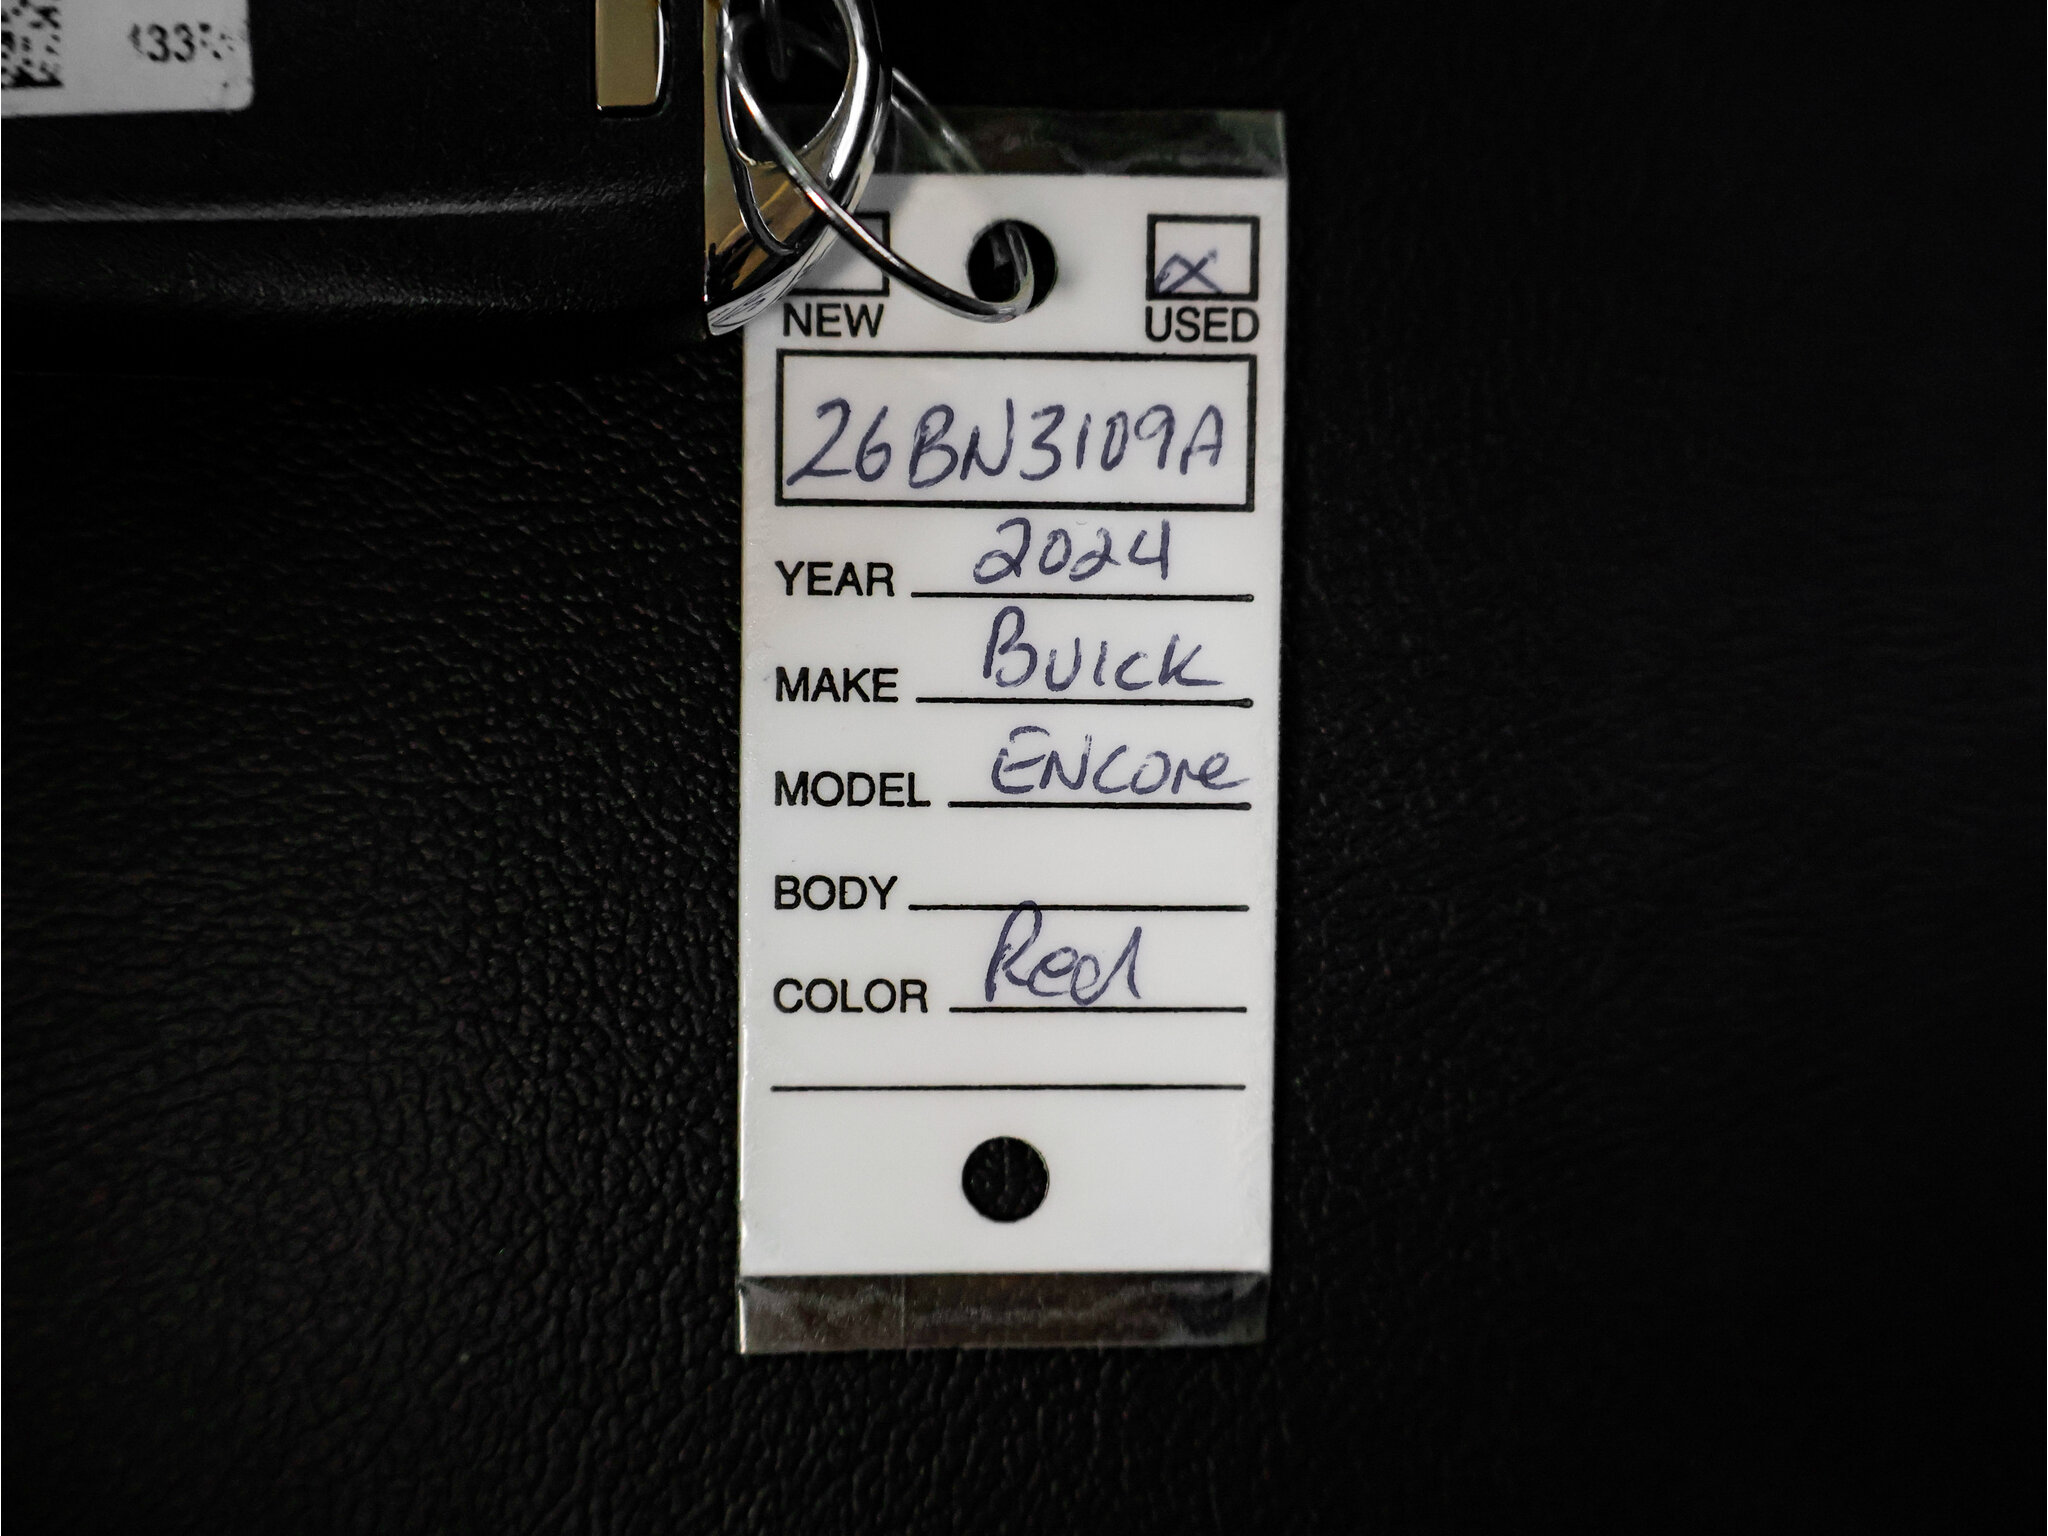 NEW USED
26BN3109A
YEAR 2024
MAKE Buick
MODEL ENCore
BODY
COLOR Red